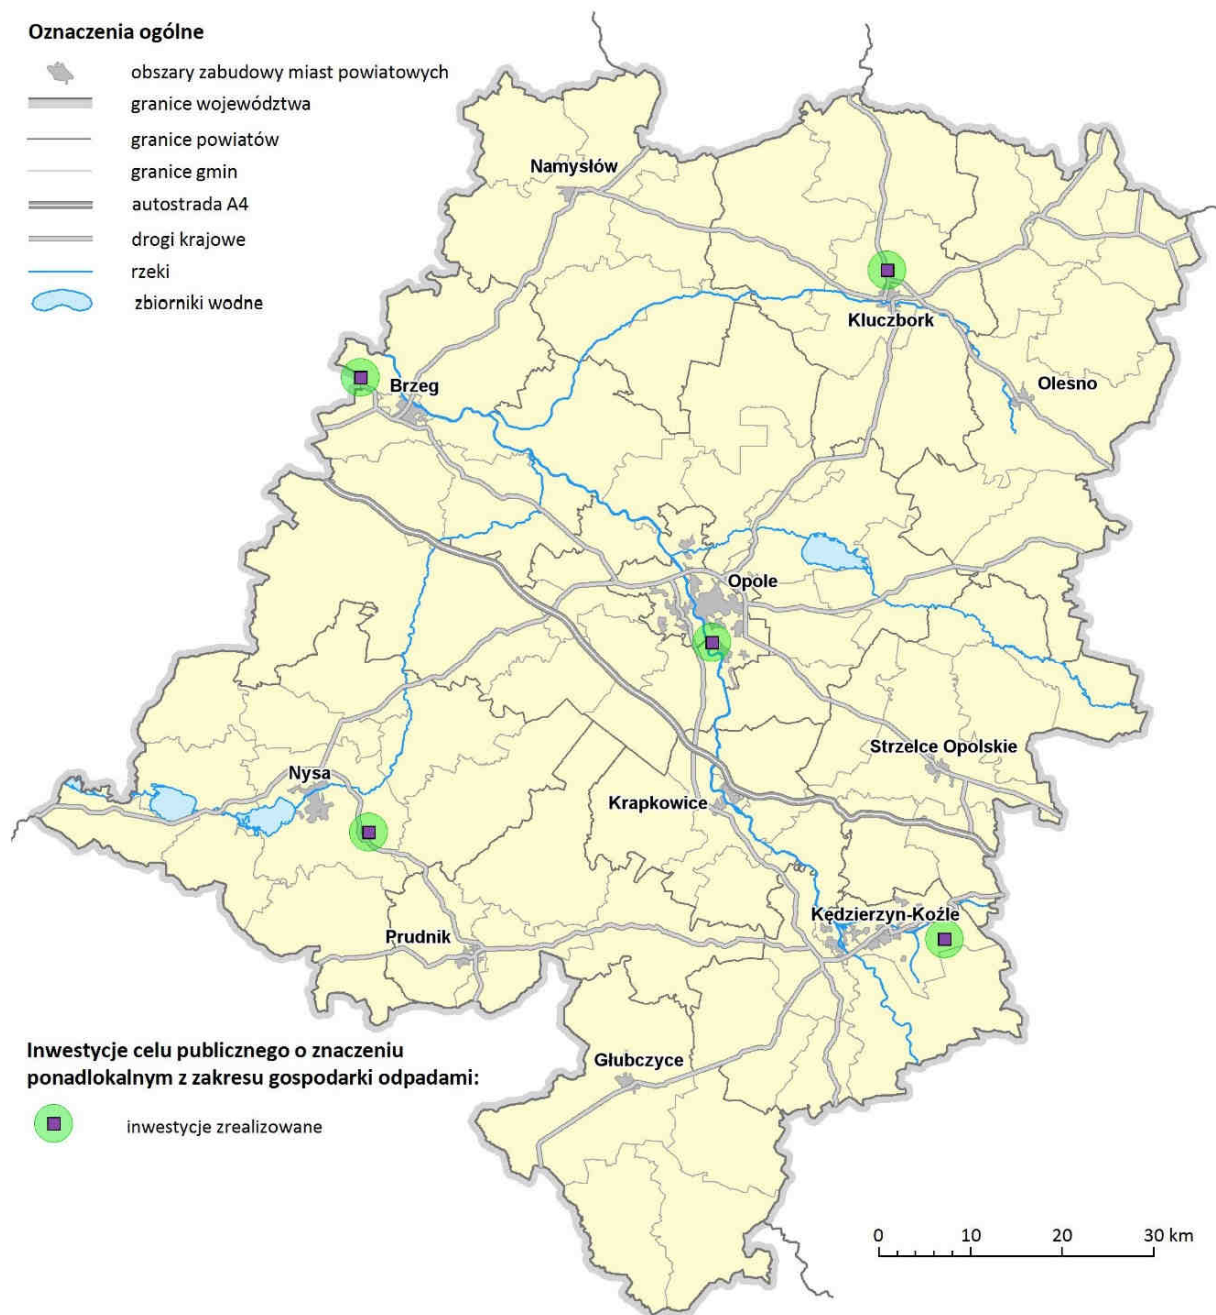 Oznaczenia ogólne
obszary zabudowy miast powiatowych
granice województwa
granice powiatów
granice gmin
autostrada A4
drogi krajowe
rzeki
zbiorniki wodne
Namysłów
Kluczbork
Brzeg
Olesno
Opole
Strzelce Opolskie
Nysa
Krapkowice
Kędzierzyn-Koźle
Prudnik
Głubczyce
Inwestycje celu publicznego o znaczeniu
ponadlokalnym z zakresu gospodarki odpadami:
inwestycje zrealizowane
0 10 20 30 km